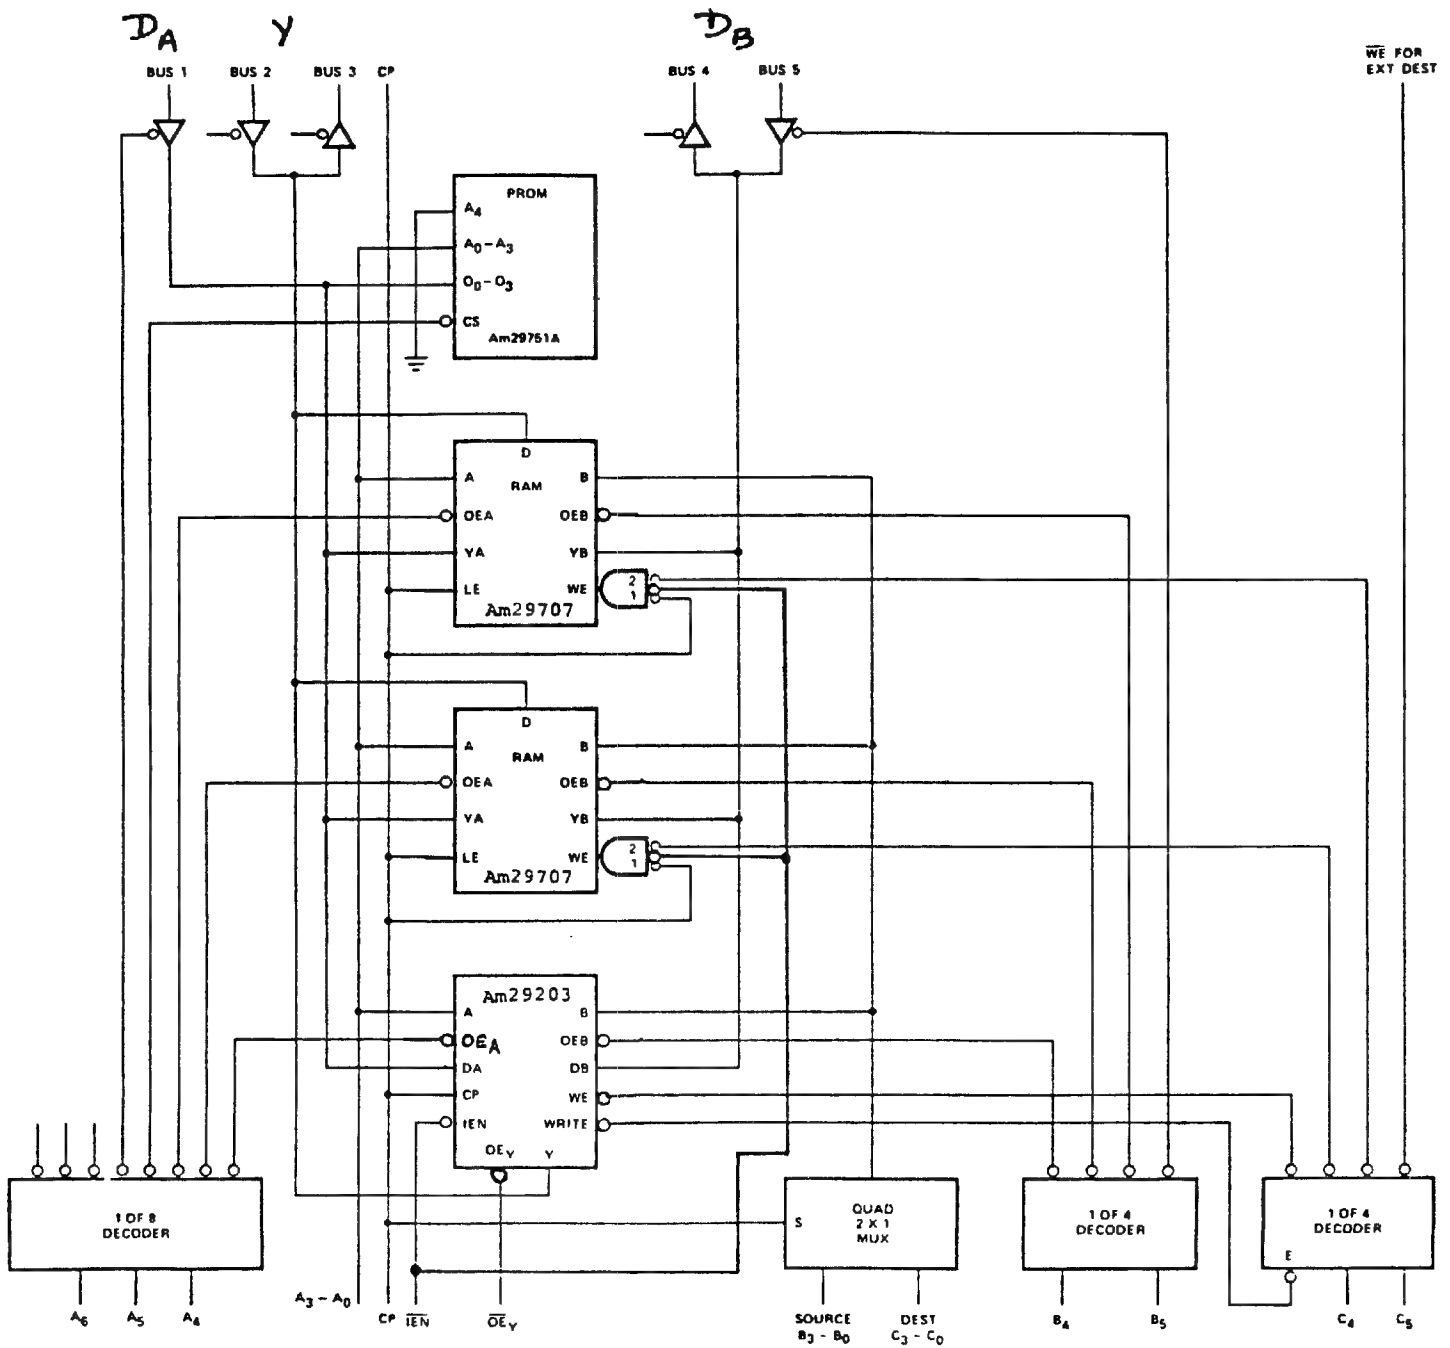 DA Y DB
BUS 1 BUS 2 BUS 3 CP BUS 4 BUS 5 WE FOR
EXT DEST
PROM
A4
A0-A3
O0-O3
CS
Am29751A
D
A RAM B
OEA OEB
YA YB
LE WE 2
1
Am29707
D
A RAM B
OEA OEB
YA YB
LE WE 2
1
Am29707
Am29203
A B
OEA OEB
DA DB
CP WE
IEN WRITE
OEY Y
1 OF 8
DECODER
S QUAD
2 X 1
MUX
1 OF 4
DECODER
1 OF 4
DECODER
E
A6 A5 A4 A3-A0 CP IEN OEY SOURCE
B3-B0 DEST
C3-C0 B4 B5 C4 C5